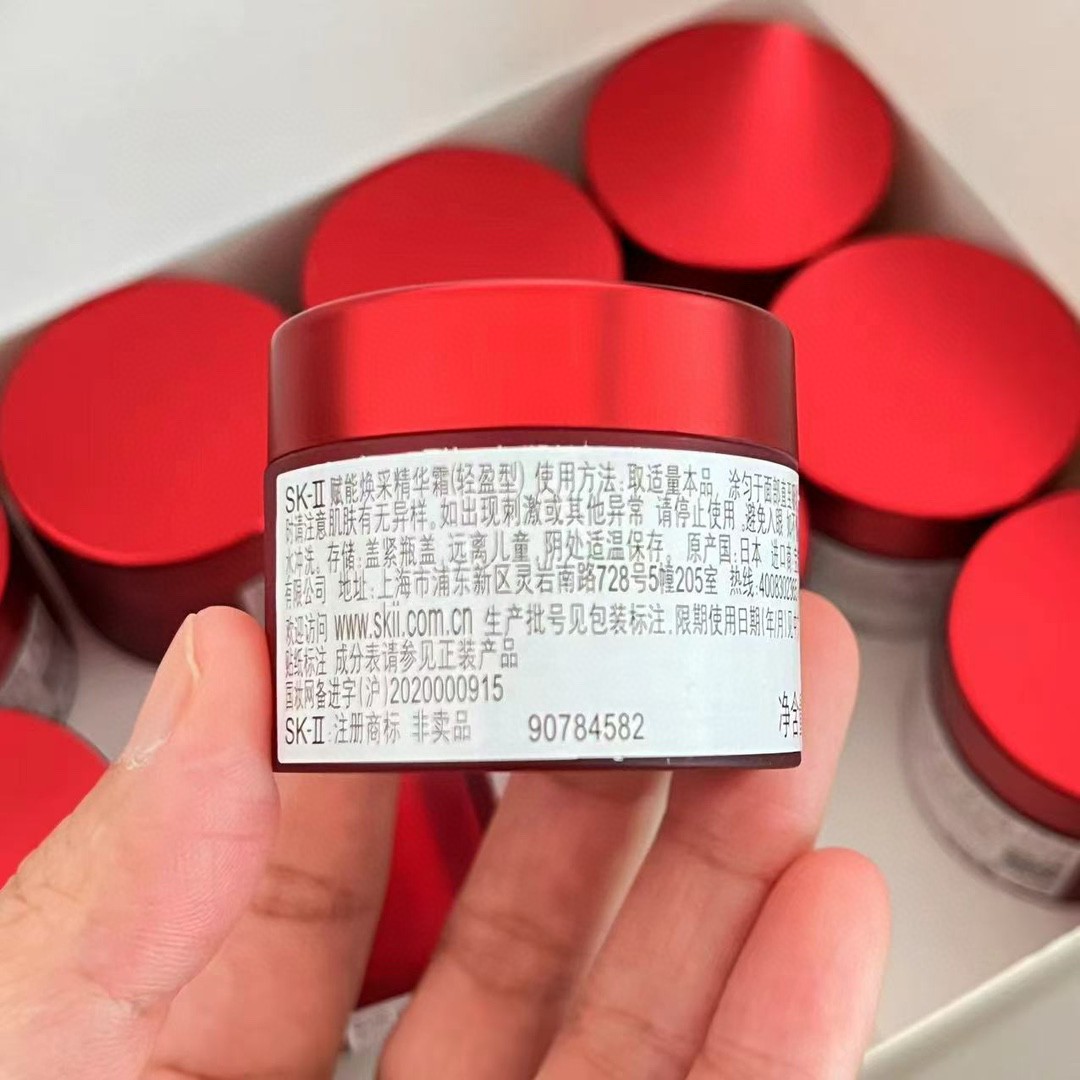 SK-II 赋能焕采精华霜(轻盈型) 使用方法:取适量本品 涂匀于面部直至
时请注意肌肤有无异样。如出现刺激或其他异常 请停止使用。避免入眼
水冲洗。存储:盖紧瓶盖 远离儿童 阴处适温保存。原产国:日本 进口商:
有限公司 地址:上海市浦东新区灵岩南路728号5幢205室 热线:400830296
欢迎访问 www.skii.com.cn 生产批号见包装标注。限期使用日期(年/月)见
贴纸标注 成分表请参见正装产品
国妆网备进字(沪)2020000915
SK-II:注册商标 非卖品 90784582 净含